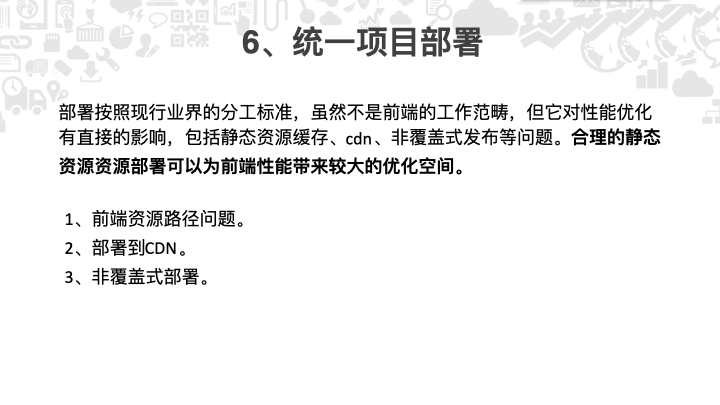 6、统一项目部署
部署按照现行业界的分工标准，虽然不是前端的工作范畴，但它对性能优化
有直接的影响，包括静态资源缓存、cdn、非覆盖式发布等问题。合理的静态
资源资源部署可以为前端性能带来较大的优化空间。
1、前端资源路径问题。
2、部署到CDN。
3、非覆盖式部署。